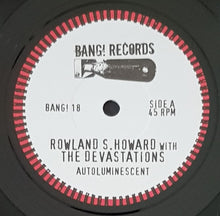 BANG! RECORDS
BANG! 18
SIDE A
45 RPM
ROWLAND S. HOWARD WITH
THE DEVASTATIONS
AUTOLUMINESCENT